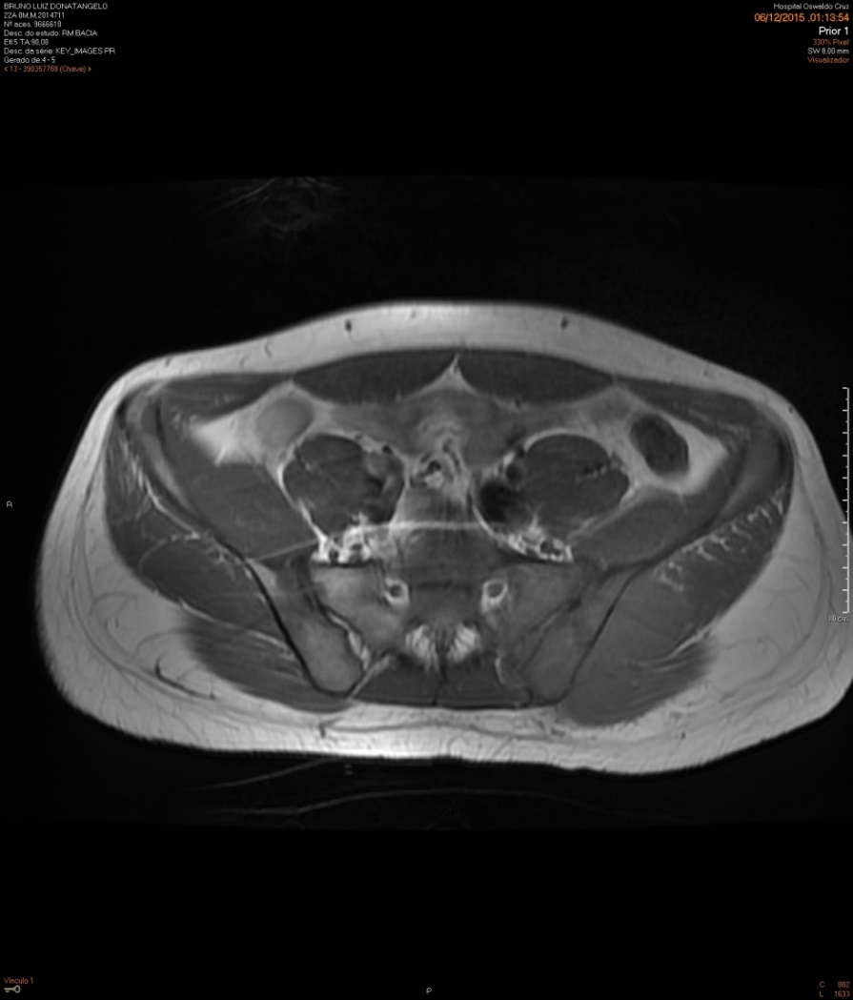 BRUNO LUIZ DONATANGELO
22A 8M,M,2014711
Nº aces. 9666618
Desc. do estudo: RM BACIA
Etl 5 TA:90,00
Desc. da série: KEY_IMAGES PR
Gerado de:4 - 5
< 13 - 390357788 (Chave) >
Hospital Oswaldo Cruz
06/12/2015 ,01:13:54
Prior 1
330% Pixel
SW 8.00 mm
Visualizador
R
10 cm
Vínculo 1
P
C 802
L 1633